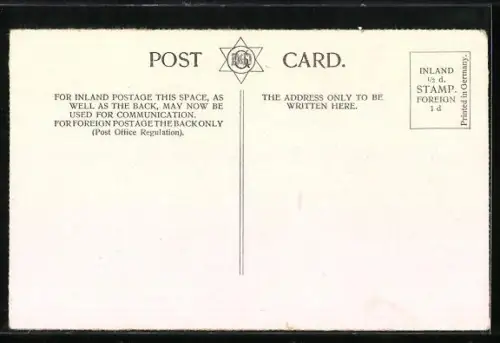 POST CARD.
FOR INLAND POSTAGE THIS SPACE, AS
WELL AS THE BACK, MAY NOW BE
USED FOR COMMUNICATION.
FOR FOREIGN POSTAGE THE BACK ONLY
(Post Office Regulation).
THE ADDRESS ONLY TO BE
WRITTEN HERE.
INLAND
½ d.
STAMP.
FOREIGN
1 d
Printed in Germany.